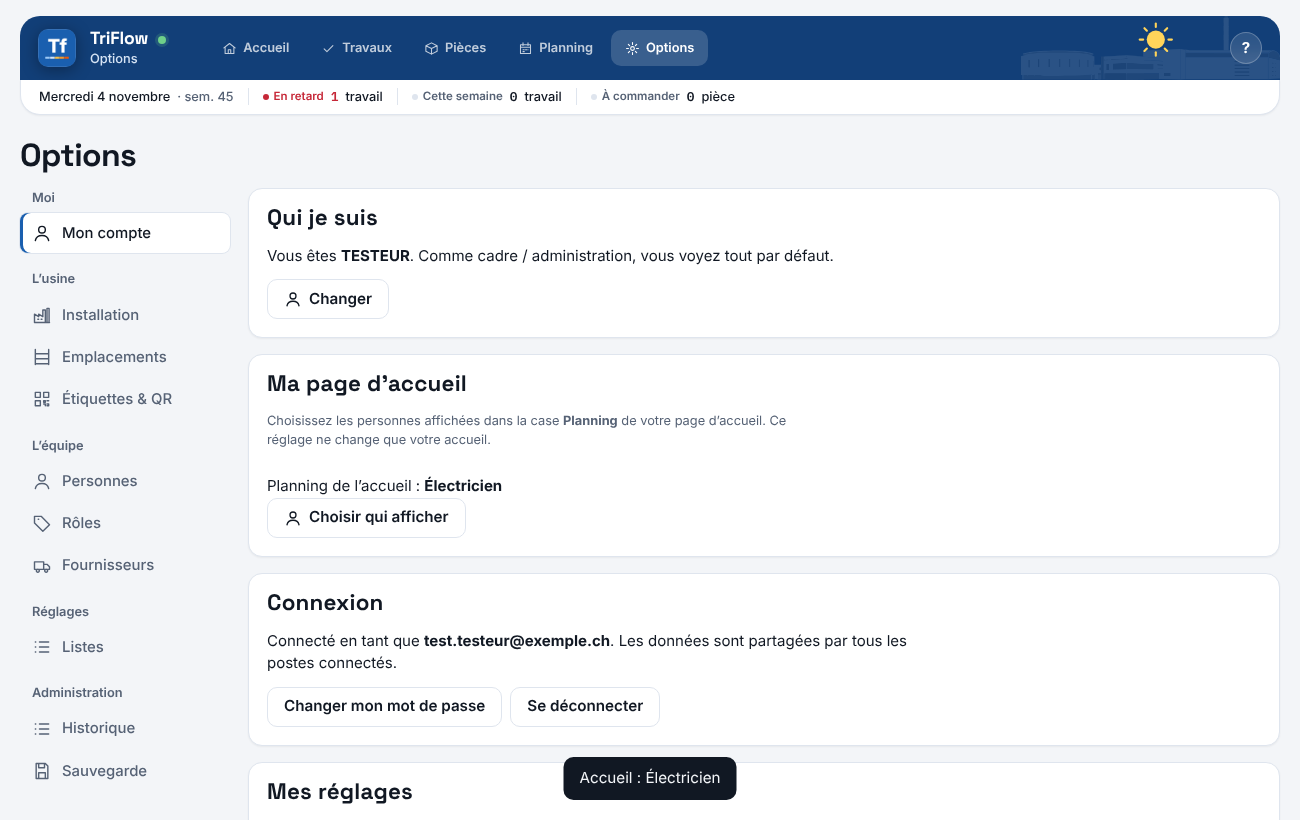 Tf
TriFlow
Options
Accueil
Travaux
Pièces
Planning
Options
?
Mercredi 4 novembre · sem. 45
En retard 1 travail
Cette semaine 0 travail
À commander 0 pièce
Options
Moi
Mon compte
L’usine
Installation
Emplacements
Étiquettes & QR
L’équipe
Personnes
Rôles
Fournisseurs
Réglages
Listes
Administration
Historique
Sauvegarde
Qui je suis
Vous êtes TESTEUR. Comme cadre / administration, vous voyez tout par défaut.
Changer
Ma page d’accueil
Choisissez les personnes affichées dans la case Planning de votre page d’accueil. Ce
réglage ne change que votre accueil.
Planning de l’accueil : Électricien
Choisir qui afficher
Connexion
Connecté en tant que test.testeur@exemple.ch. Les données sont partagées par tous les
postes connectés.
Changer mon mot de passe
Se déconnecter
Mes réglages
Accueil : Électricien